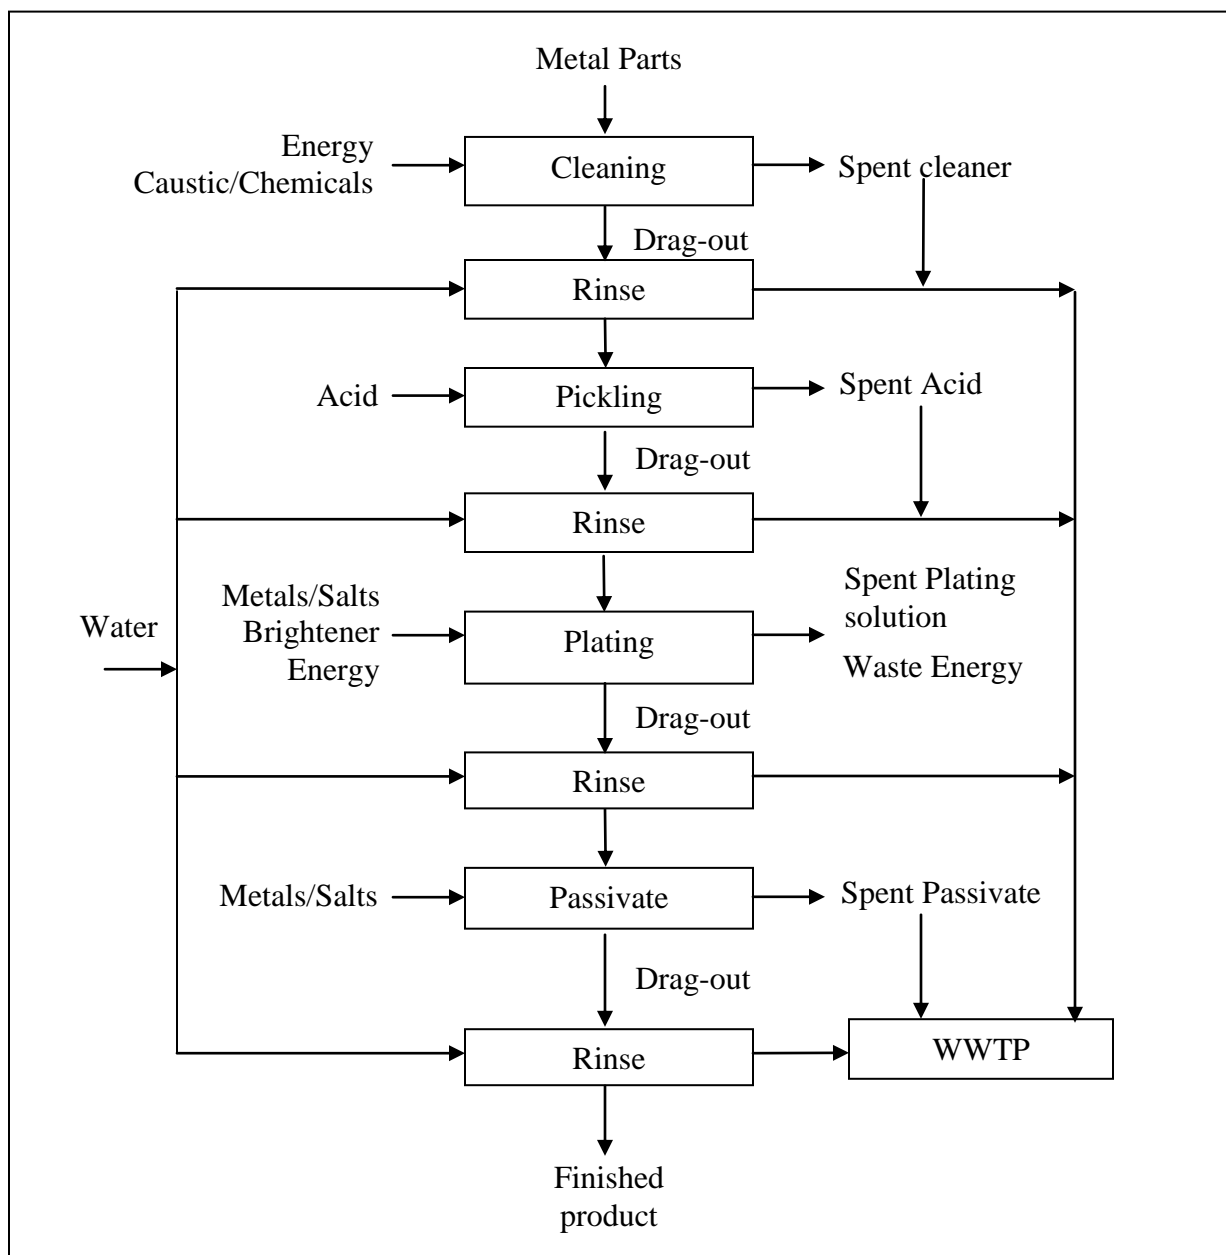 Metal Parts
Energy
Caustic/Chemicals
Cleaning
Spent cleaner
Drag-out
Rinse
Acid
Pickling
Spent Acid
Drag-out
Rinse
Metals/Salts
Brightener
Energy
Water
Plating
Spent Plating
solution
Waste Energy
Drag-out
Rinse
Metals/Salts
Passivate
Spent Passivate
Drag-out
Rinse
WWTP
Finished
product